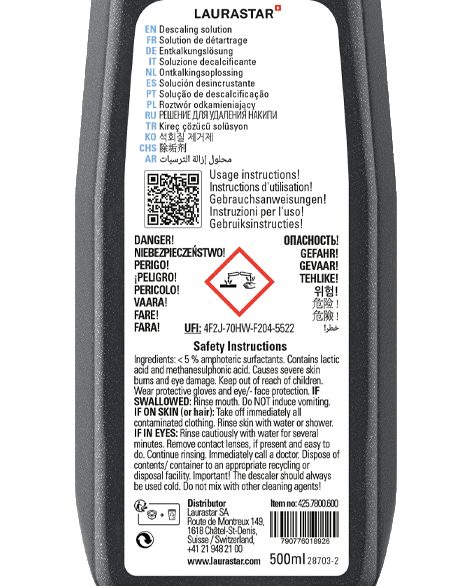 LAURASTAR
EN Descaling solution
FR Solution de détartrage
DE Entkalkungslösung
IT Soluzione decalcificante
NL Ontkalkingsoplossing
ES Solución desincrustante
PT Solução de descalcificação
PL Roztwór odkamieniający
RU РЕШЕНИЕ ДЛЯ УДАЛЕНИЯ НАКИПИ
TR Kireç çözücü solüsyon
KO 석회질 제거제
CHS 除垢剂
AR محلول إزالة الترسبات
Usage instructions!
Instructions d'utilisation!
Gebrauchsanweisungen!
Instruzioni per l'uso!
Gebruiksinstructies!
DANGER!
NIEBEZPIECZEŃSTWO!
PERIGO!
¡PELIGRO!
PERICOLO!
VAARA!
FARE!
FARA!
ОПАСНОСТЬ!
GEFAHR!
GEVAAR!
TEHLIKE!
위험!
危险!
危險!
خطر!
UFI: 4F2J-70HW-F204-5522
Safety Instructions
Ingredients: < 5 % amphoteric surfactants. Contains lactic
acid and methanesulphonic acid. Causes severe skin
burns and eye damage. Keep out of reach of children.
Wear protective gloves and eye/- face protection. IF
SWALLOWED: Rinse mouth. Do NOT induce vomiting.
IF ON SKIN (or hair): Take off immediately all
contaminated clothing. Rinse skin with water or shower.
IF IN EYES: Rinse cautiously with water for several
minutes. Remove contact lenses, if present and easy to
do. Continue rinsing. Immediately call a doctor. Dispose of
contents/ container to an appropriate recycling or
disposal facility. Important! The descaler should always
be used cold. Do not mix with other cleaning agents!
Distributor
Laurastar SA
Route de Montreux 149,
1618 Châtel-St-Denis,
Suisse / Switzerland,
+41 21 948 21 00
www.laurastar.com
Item no: 425.7800.600
790776018926
500ml 28703-2